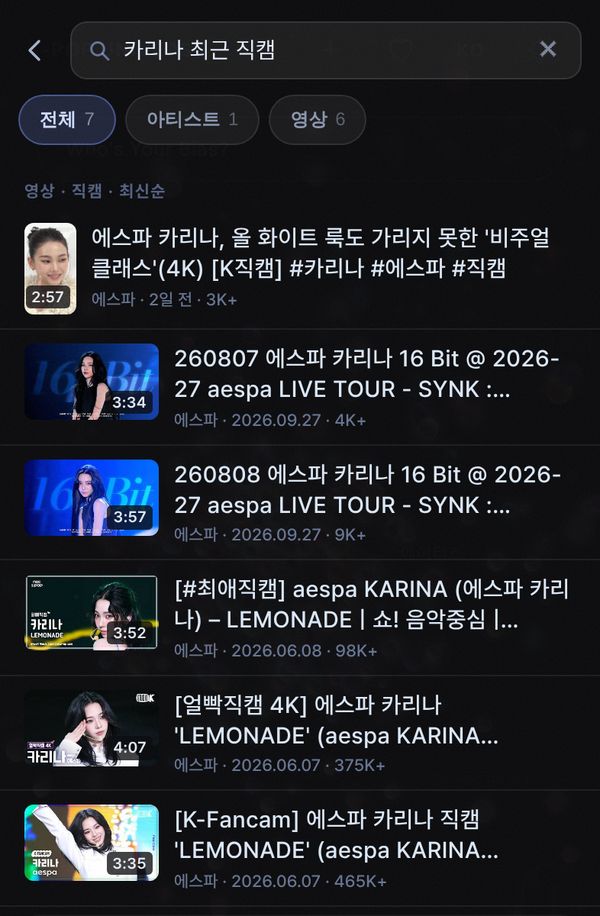 카리나 최근 직캠
전체 7
아티스트 1
영상 6
영상 · 직캠 · 최신순
에스파 카리나, 올 화이트 룩도 가리지 못한 '비주얼
클래스'(4K) [K직캠] #카리나 #에스파 #직캠
2:57
에스파 · 2일 전 · 3K+
16 Bit
3:34
260807 에스파 카리나 16 Bit @ 2026-
27 aespa LIVE TOUR - SYNK :...
에스파 · 2026.09.27 · 4K+
16 Bit
3:57
260808 에스파 카리나 16 Bit @ 2026-
27 aespa LIVE TOUR - SYNK :...
에스파 · 2026.09.27 · 9K+
카리나
LEMONADE
3:52
[#최애직캠] aespa KARINA (에스파 카리
나) – LEMONADE | 쇼! 음악중심 |...
에스파 · 2026.06.08 · 98K+
얼빡직캠 4K
카리나
4:07
[얼빡직캠 4K] 에스파 카리나
'LEMONADE' (aespa KARINA...
에스파 · 2026.06.07 · 375K+
카리나
aespa
3:35
[K-Fancam] 에스파 카리나 직캠
'LEMONADE' (aespa KARINA...
에스파 · 2026.06.07 · 465K+